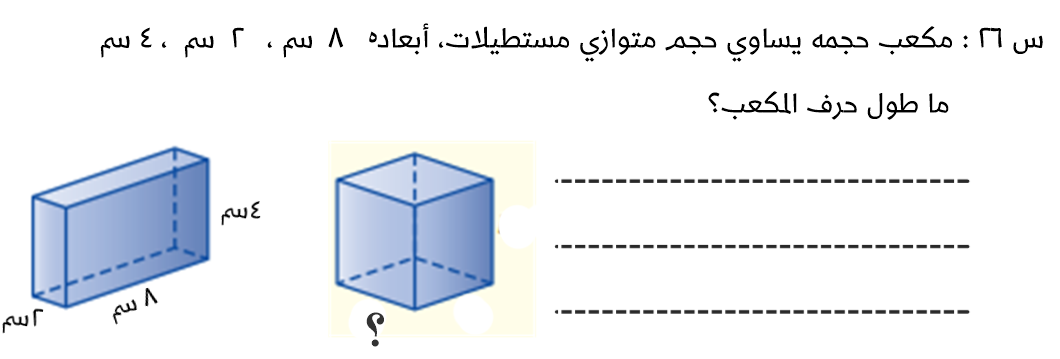 س ٢٦ : مكعب حجمه يساوي حجم متوازي مستطيلات، أبعاده ٨ سم ، ٢ سم ، ٤ سم
ما طول حرف المكعب؟
٤سم
٨ سم
٢سم
؟